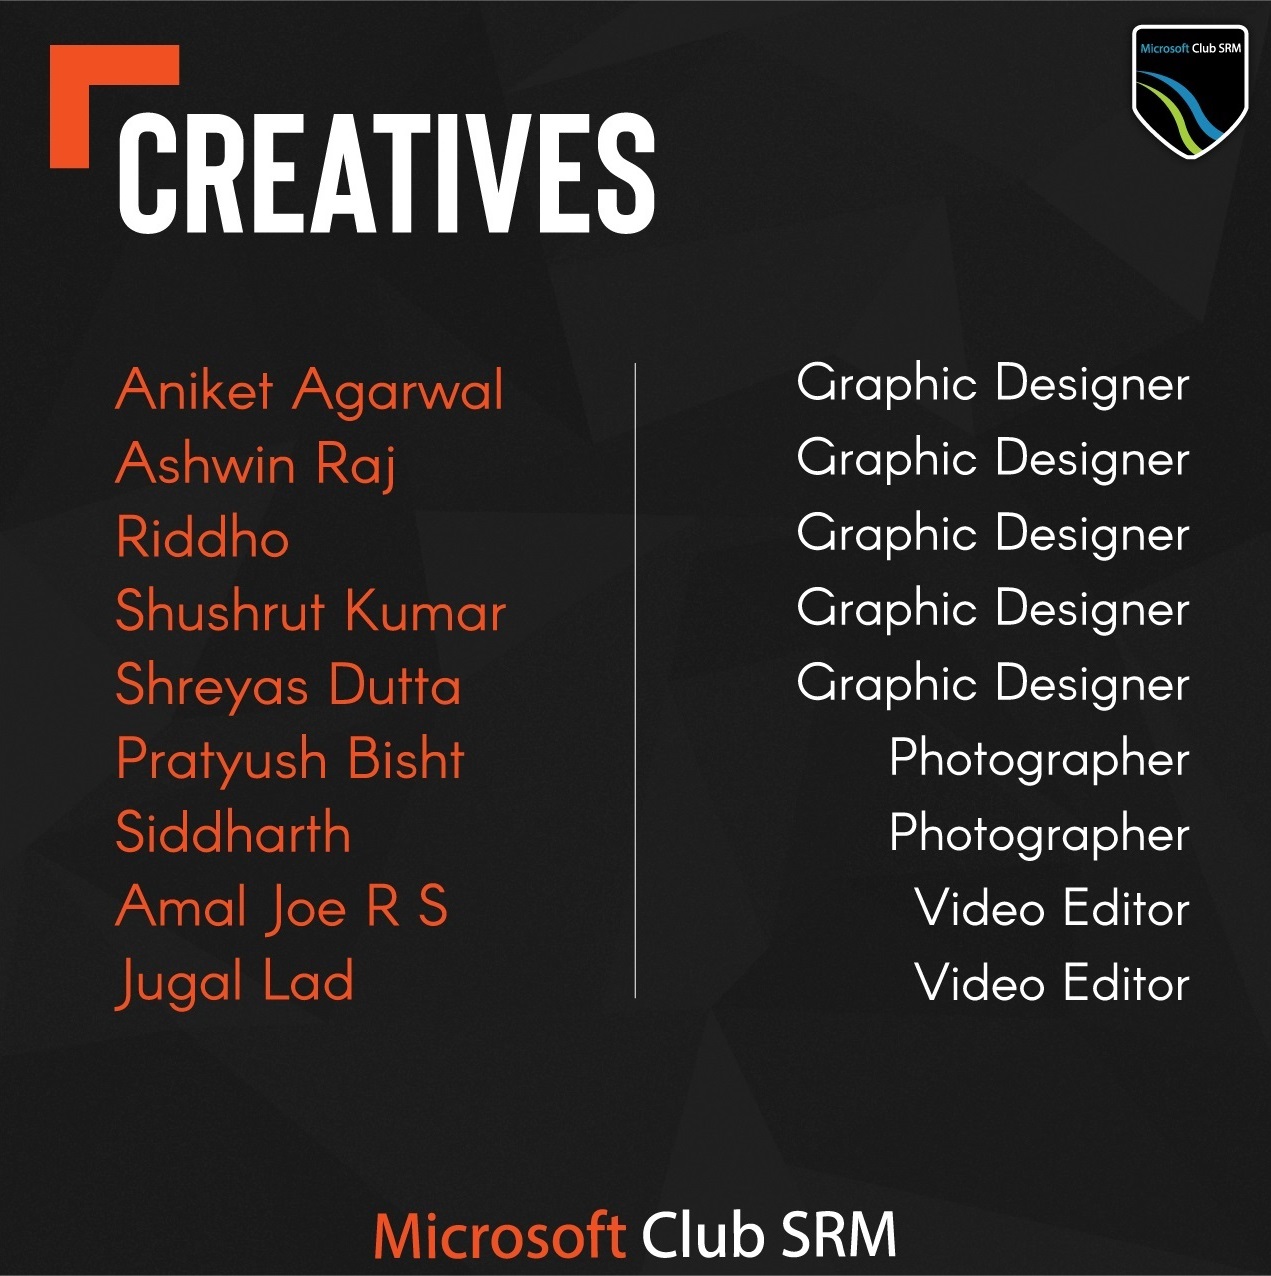 Microsoft Club SRM
CREATIVES
Aniket Agarwal Graphic Designer
Ashwin Raj Graphic Designer
Riddho Graphic Designer
Shushrut Kumar Graphic Designer
Shreyas Dutta Graphic Designer
Pratyush Bisht Photographer
Siddharth Photographer
Amal Joe R S Video Editor
Jugal Lad Video Editor
Microsoft Club SRM